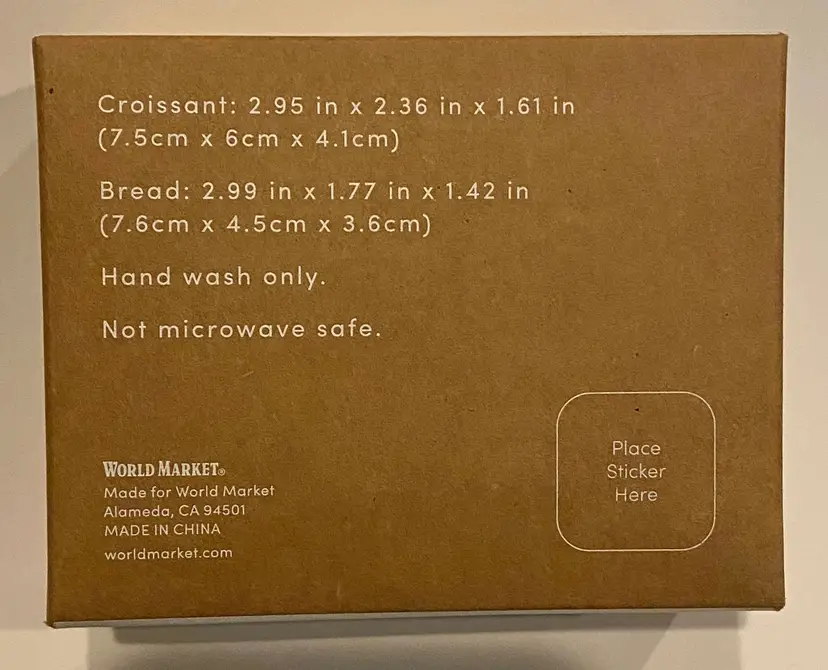 Croissant: 2.95 in x 2.36 in x 1.61 in
(7.5cm x 6cm x 4.1cm)
Bread: 2.99 in x 1.77 in x 1.42 in
(7.6cm x 4.5cm x 3.6cm)
Hand wash only.
Not microwave safe.
WORLD MARKET®
Made for World Market
Alameda, CA 94501
MADE IN CHINA
worldmarket.com
Place
Sticker
Here